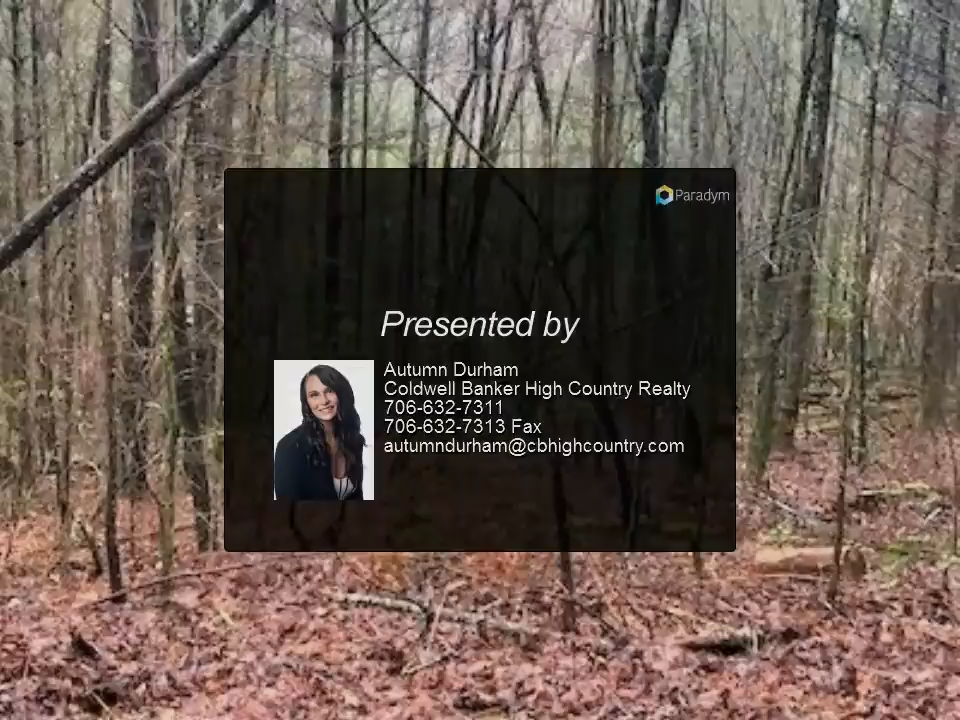 Paradym
Presented by
Autumn Durham
Coldwell Banker High Country Realty
706-632-7311
706-632-7313 Fax
autumndurham@cbhighcountry.com